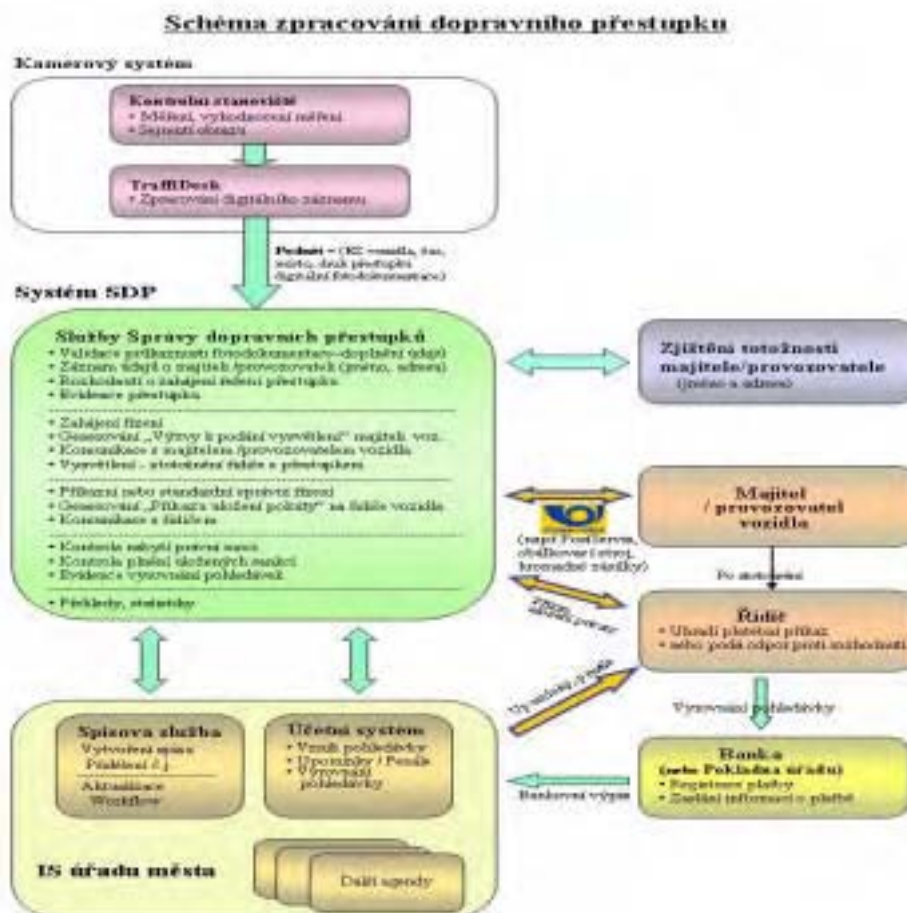 Schéma zpracování dopravního přestupku
Kamerový systém
Kontrolní stanoviště
• Měření, vyhodnocování měření
• Sejmutí obrazu
TraffiDesk
• Zpracování digitálního záznamu
Podnět = (RZ vozidla, čas,
místo, druh přestupku
digitální fotodokumentace)
Systém SDP
Služby Správy dopravních přestupků
• Validace průkaznosti fotodokumentace-doplnění údajů
• Záznam údajů o majiteli/provozovateli (jméno, adresa)
• Rozhodnutí o zahájení řešení přestupku
• Evidence přestupku
• Zahájení řízení
• Generování „Výzvy k podání vysvětlení“ majiteli voz.
• Komunikace s majitelem/provozovatelem vozidla
• Vysvětlení - ztotožnění řidiče s přestupkem
• Příkazní nebo standardní správní řízení
• Generování „Příkazu uložení pokuty“ na řidiče vozidla
• Komunikace s řidičem
• Kontrola nabytí právní moci
• Kontrola plnění uložených sankcí
• Evidence vyrovnání pohledávek
• Přehledy, statistiky
Zjištění totožnosti
majitele/provozovatele
(jméno a adresa)
Majitel
/ provozovatel
vozidla
(např. PostServis,
obálkovací stroj,
hromadné zásilky)
Po ztotožnění
Řidič
• Uhradí platební příkaz
• nebo podá odpor proti rozhodnutí
Vyrovnání pohledávky
Banka
(nebo Pokladna úřadu)
• Registrace platby
• Zaslání informací o platbě
Bankovní výpis
Spisová služba
Vytvoření spisu
Přidělení č.j.
Aktualizace
Workflow
Účetní systém
• Vznik pohledávky
• Upomínky / Penále
• Vyrovnání
pohledávky
IS úřadu města
Další agendy